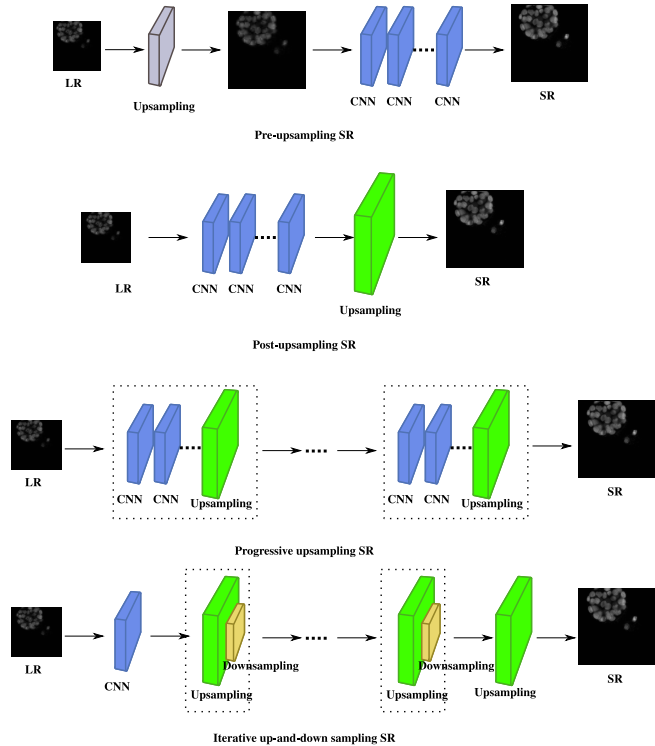 LR
Upsampling
CNN CNN CNN
SR
Pre-upsampling SR
LR
CNN CNN CNN
Upsampling
SR
Post-upsampling SR
LR
CNN CNN Upsampling
CNN CNN Upsampling
SR
Progressive upsampling SR
LR
CNN
Downsampling
Upsampling
Downsampling
Upsampling
Upsampling
SR
Iterative up-and-down sampling SR